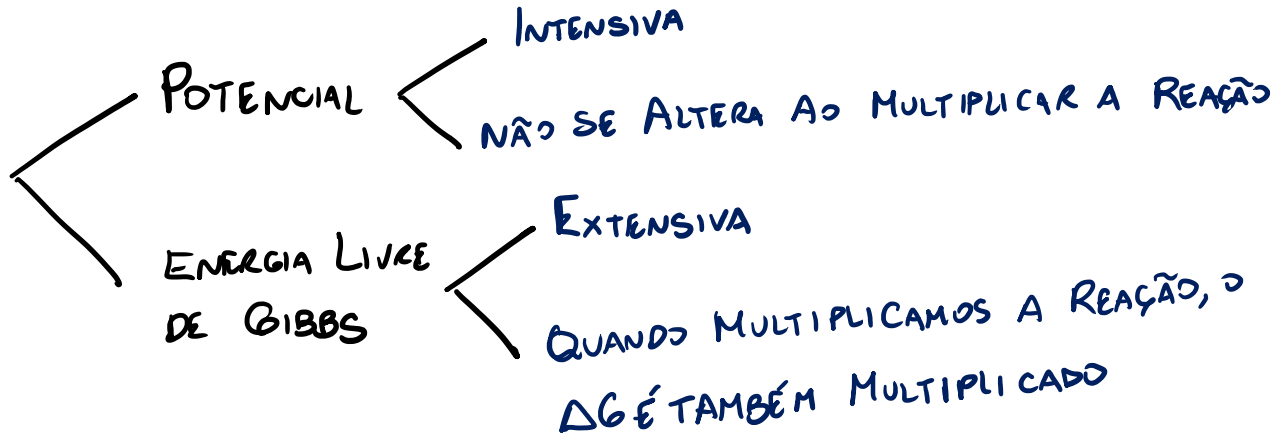 POTENCIAL
INTENSIVA
NÃO SE ALTERA AO MULTIPLICAR A REAÇÃO
ENERGIA LIVRE
DE GIBBS
EXTENSIVA
QUANDO MULTIPLICAMOS A REAÇÃO, O
ΔG É TAMBÉM MULTIPLICADO